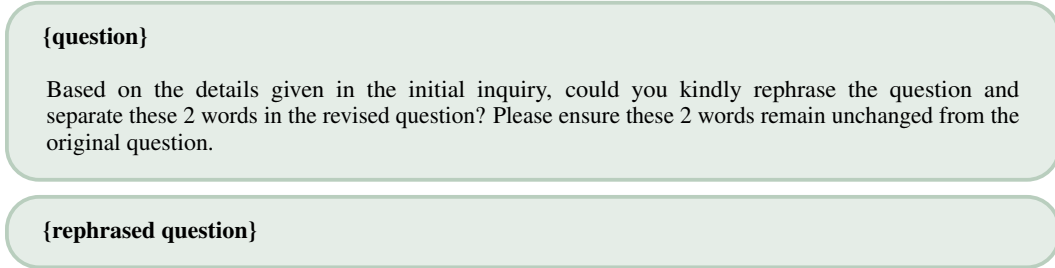 {question}
Based on the details given in the initial inquiry, could you kindly rephrase the question and
separate these 2 words in the revised question? Please ensure these 2 words remain unchanged from the
original question.
{rephrased question}